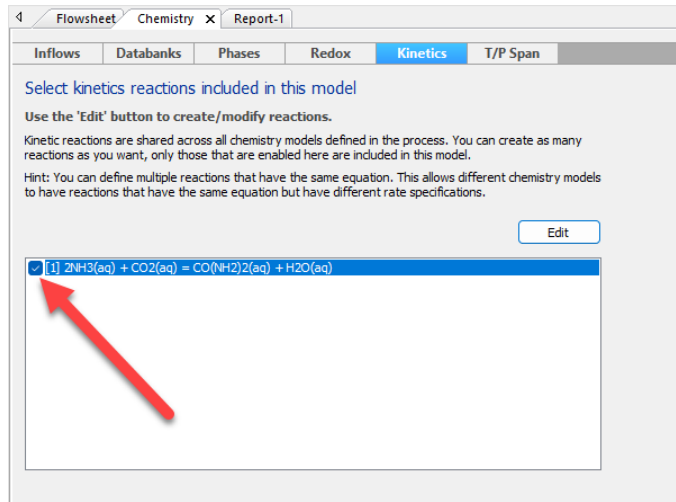 Flowsheet Chemistry X Report-1
Inflows Databanks Phases Redox Kinetics T/P Span
Select kinetics reactions included in this model
Use the 'Edit' button to create/modify reactions.
Kinetic reactions are shared across all chemistry models defined in the process. You can create as many
reactions as you want, only those that are enabled here are included in this model.
Hint: You can define multiple reactions that have the same equation. This allows different chemistry models
to have reactions that have the same equation but have different rate specifications.
Edit
[1] 2NH3(aq) + CO2(aq) = CO(NH2)2(aq) + H2O(aq)